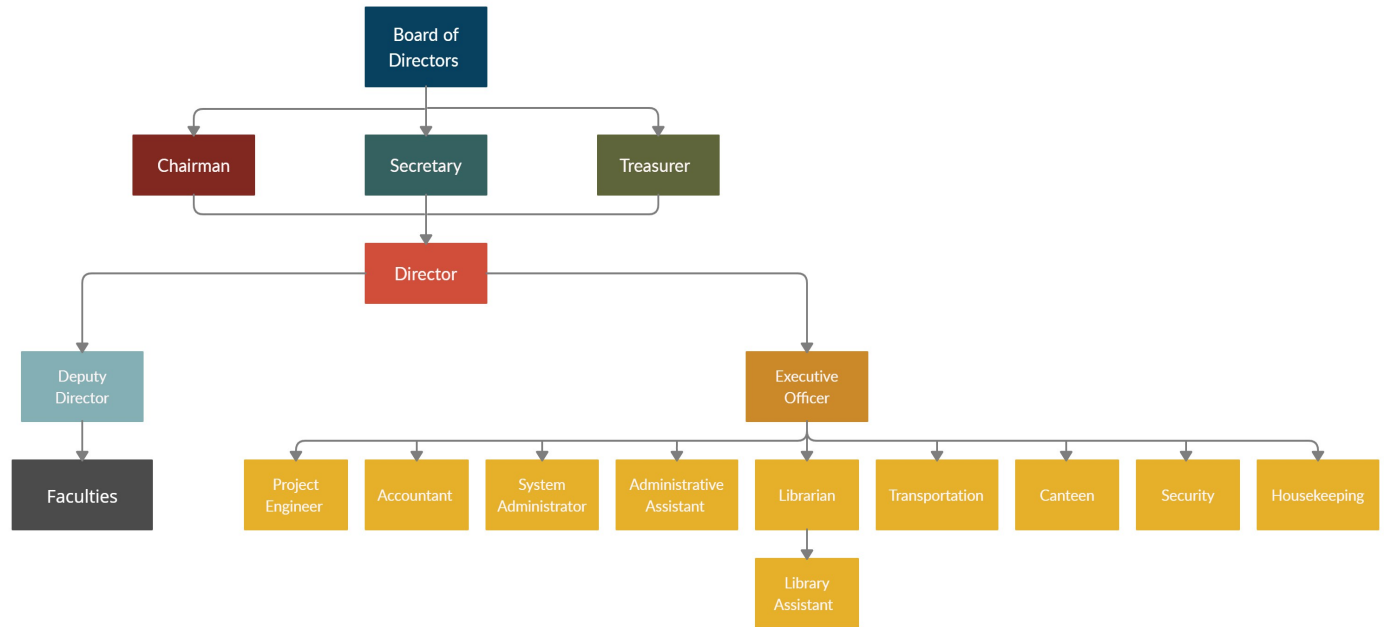 Board of
Directors
Chairman
Secretary
Treasurer
Director
Deputy
Director
Executive
Officer
Faculties
Project
Engineer
Accountant
System
Administrator
Administrative
Assistant
Librarian
Transportation
Canteen
Security
Housekeeping
Library
Assistant